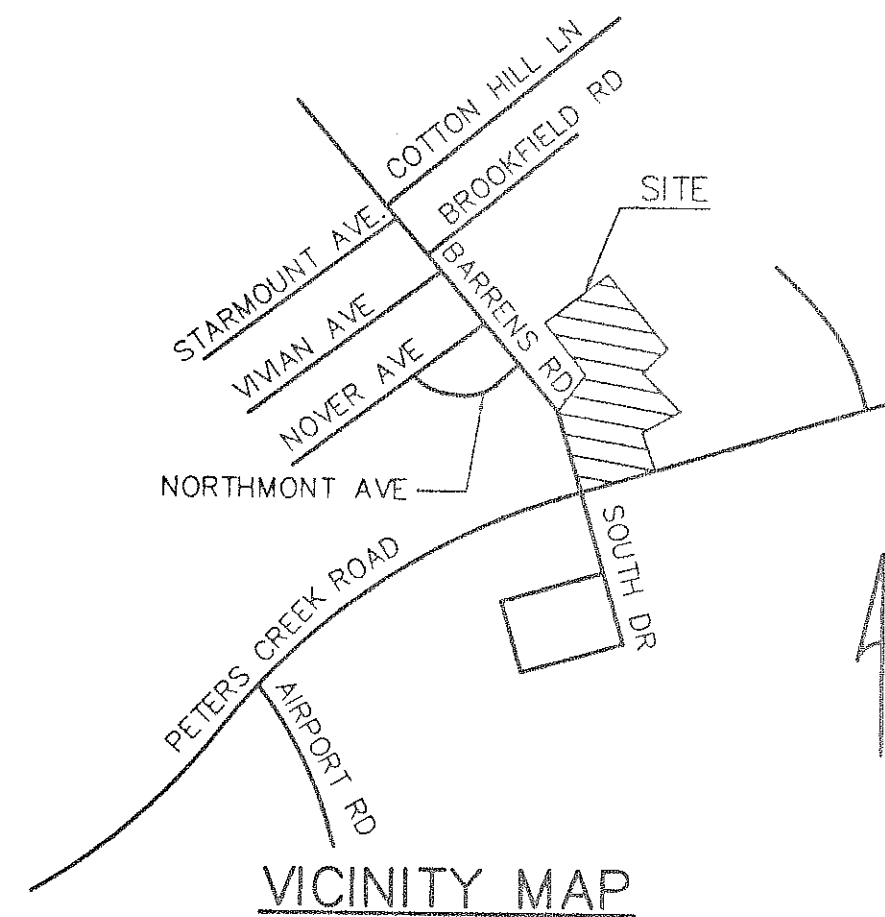 COTTON HILL LN
BROOKFIELD RD
SITE
STARMOUNT AVE.
BARRENS RD
VIVIAN AVE
NOVER AVE
NORTHMONT AVE
SOUTH DR
PETERS CREEK ROAD
AIRPORT RD
VICINITY MAP